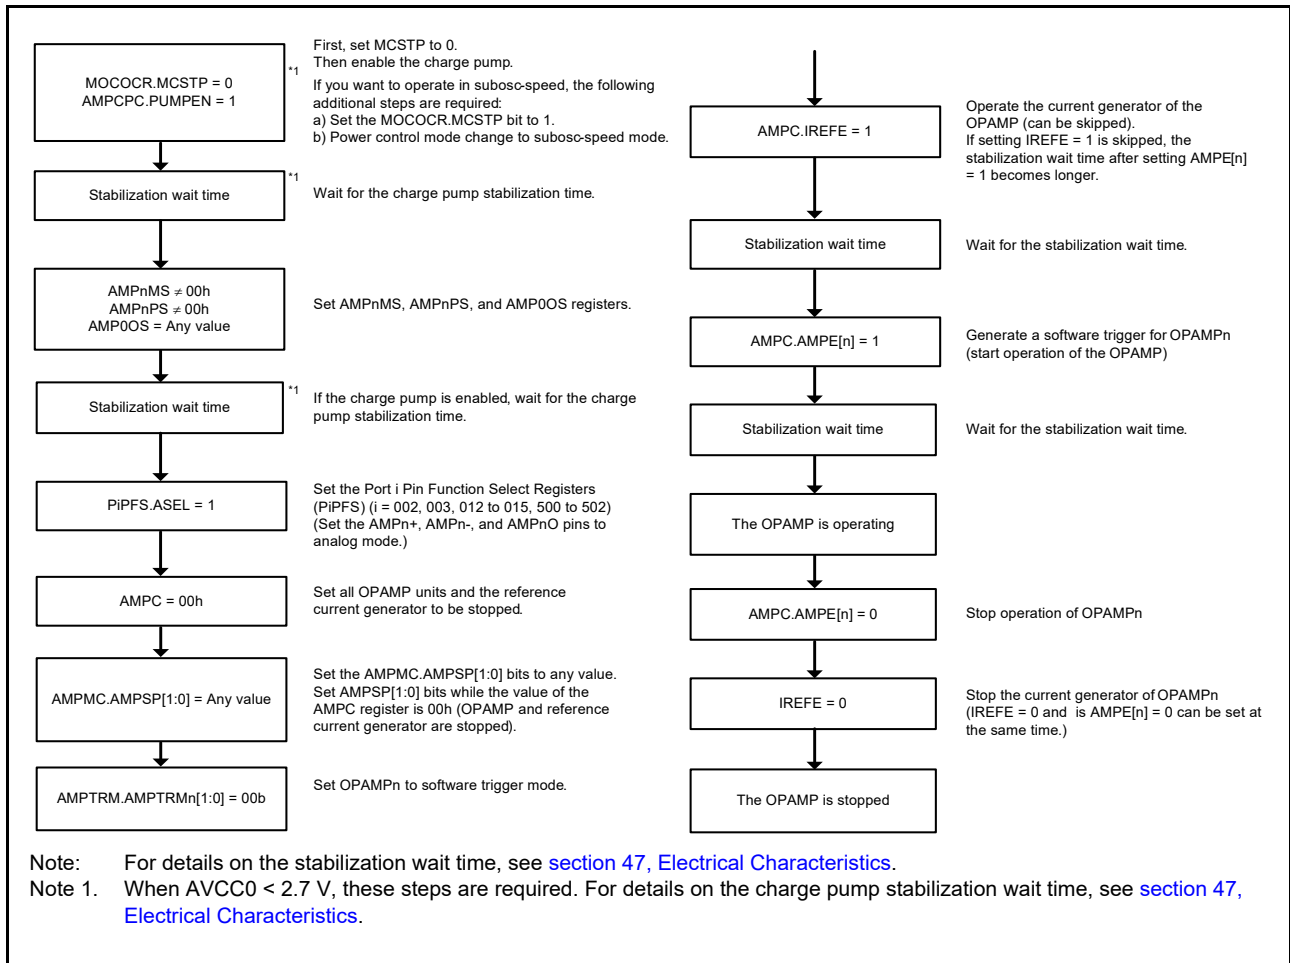 MOCOCR.MCSTP = 0
AMPCPC.PUMPEN = 1
*1
First, set MCSTP to 0.
Then enable the charge pump.
If you want to operate in subosc-speed, the following
additional steps are required:
a) Set the MOCOCR.MCSTP bit to 1.
b) Power control mode change to subosc-speed mode.
Stabilization wait time
*1
Wait for the charge pump stabilization time.
AMPnMS ≠ 00h
AMPnPS ≠ 00h
AMP0OS = Any value
Set AMPnMS, AMPnPS, and AMP0OS registers.
Stabilization wait time
*1
If the charge pump is enabled, wait for the charge
pump stabilization time.
PiPFS.ASEL = 1
Set the Port i Pin Function Select Registers
(PiPFS) (i = 002, 003, 012 to 015, 500 to 502)
(Set the AMPn+, AMPn-, and AMPnO pins to
analog mode.)
AMPC = 00h
Set all OPAMP units and the reference
current generator to be stopped.
AMPMC.AMPSP[1:0] = Any value
Set the AMPMC.AMPSP[1:0] bits to any value.
Set AMPSP[1:0] bits while the value of the
AMPC register is 00h (OPAMP and reference
current generator are stopped).
AMPTRM.AMPTRMn[1:0] = 00b
Set OPAMPn to software trigger mode.
AMPC.IREFE = 1
Operate the current generator of the
OPAMP (can be skipped).
If setting IREFE = 1 is skipped, the
stabilization wait time after setting AMPE[n]
= 1 becomes longer.
Stabilization wait time
Wait for the stabilization wait time.
AMPC.AMPE[n] = 1
Generate a software trigger for OPAMPn
(start operation of the OPAMP)
Stabilization wait time
Wait for the stabilization wait time.
The OPAMP is operating
AMPC.AMPE[n] = 0
Stop operation of OPAMPn
IREFE = 0
Stop the current generator of OPAMPn
(IREFE = 0 and  is AMPE[n] = 0 can be set at
the same time.)
The OPAMP is stopped
Note: For details on the stabilization wait time, see section 47, Electrical Characteristics.
Note 1. When AVCC0 < 2.7 V, these steps are required. For details on the charge pump stabilization wait time, see section 47,
Electrical Characteristics.